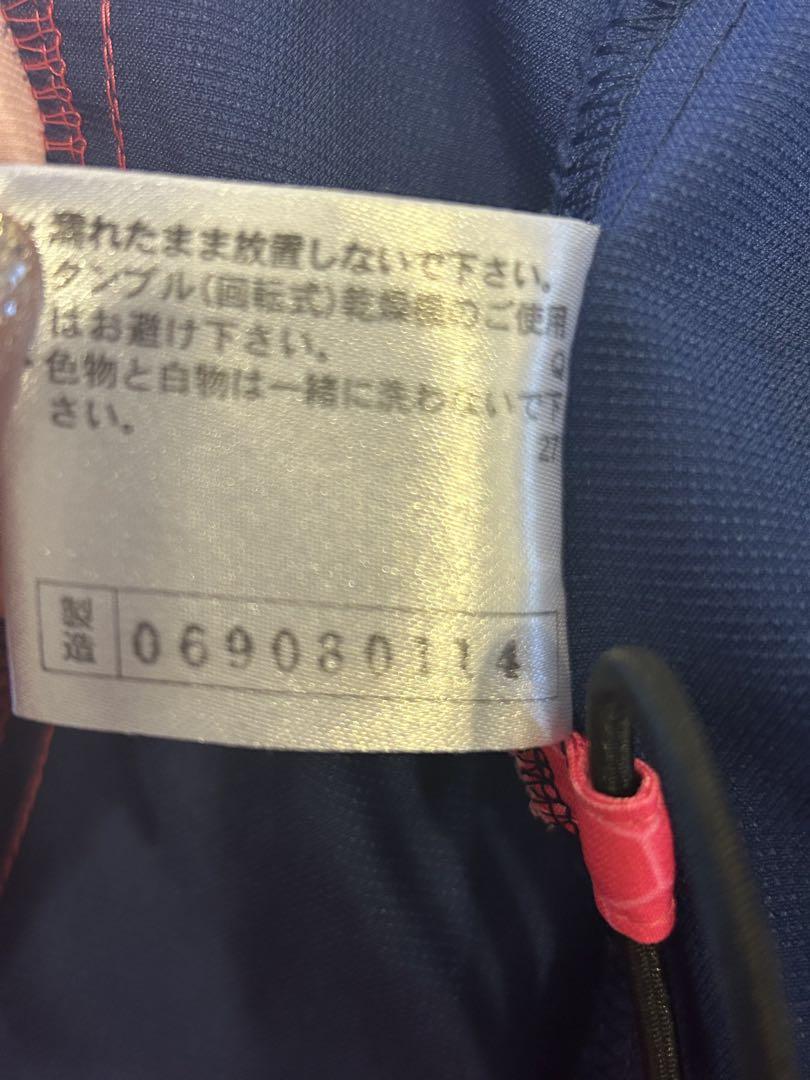 濡れたまま放置しないで下さい。
タンブル(回転式)乾燥機のご使用
はお避け下さい。
・色物と白物は一緒に洗わないで下
さい。
27
製造
069080114